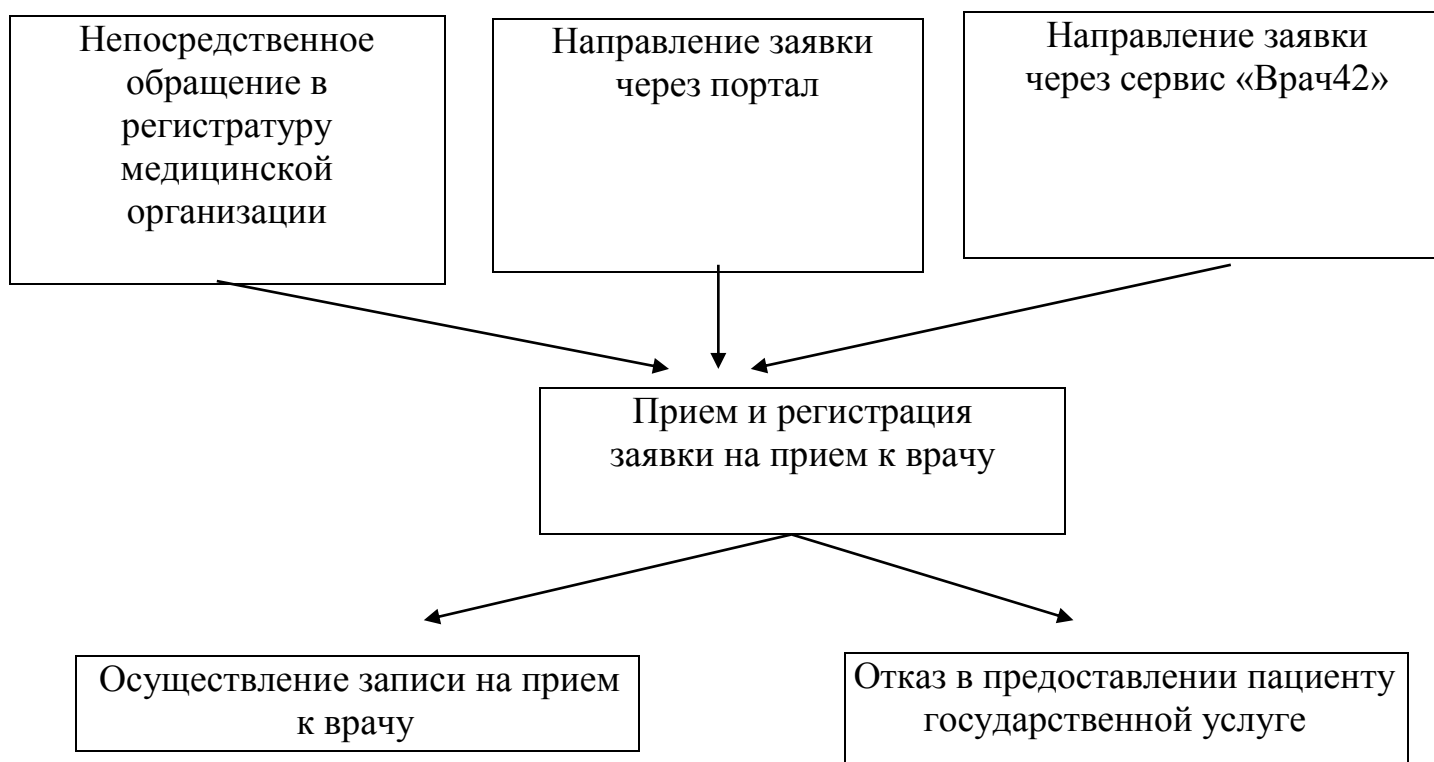 Непосредственное
обращение в
регистратуру
медицинской
организации
Направление заявки
через портал
Направление заявки
через сервис «Врач42»
Прием и регистрация
заявки на прием к врачу
Осуществление записи на прием
к врачу
Отказ в предоставлении пациенту
государственной услуге